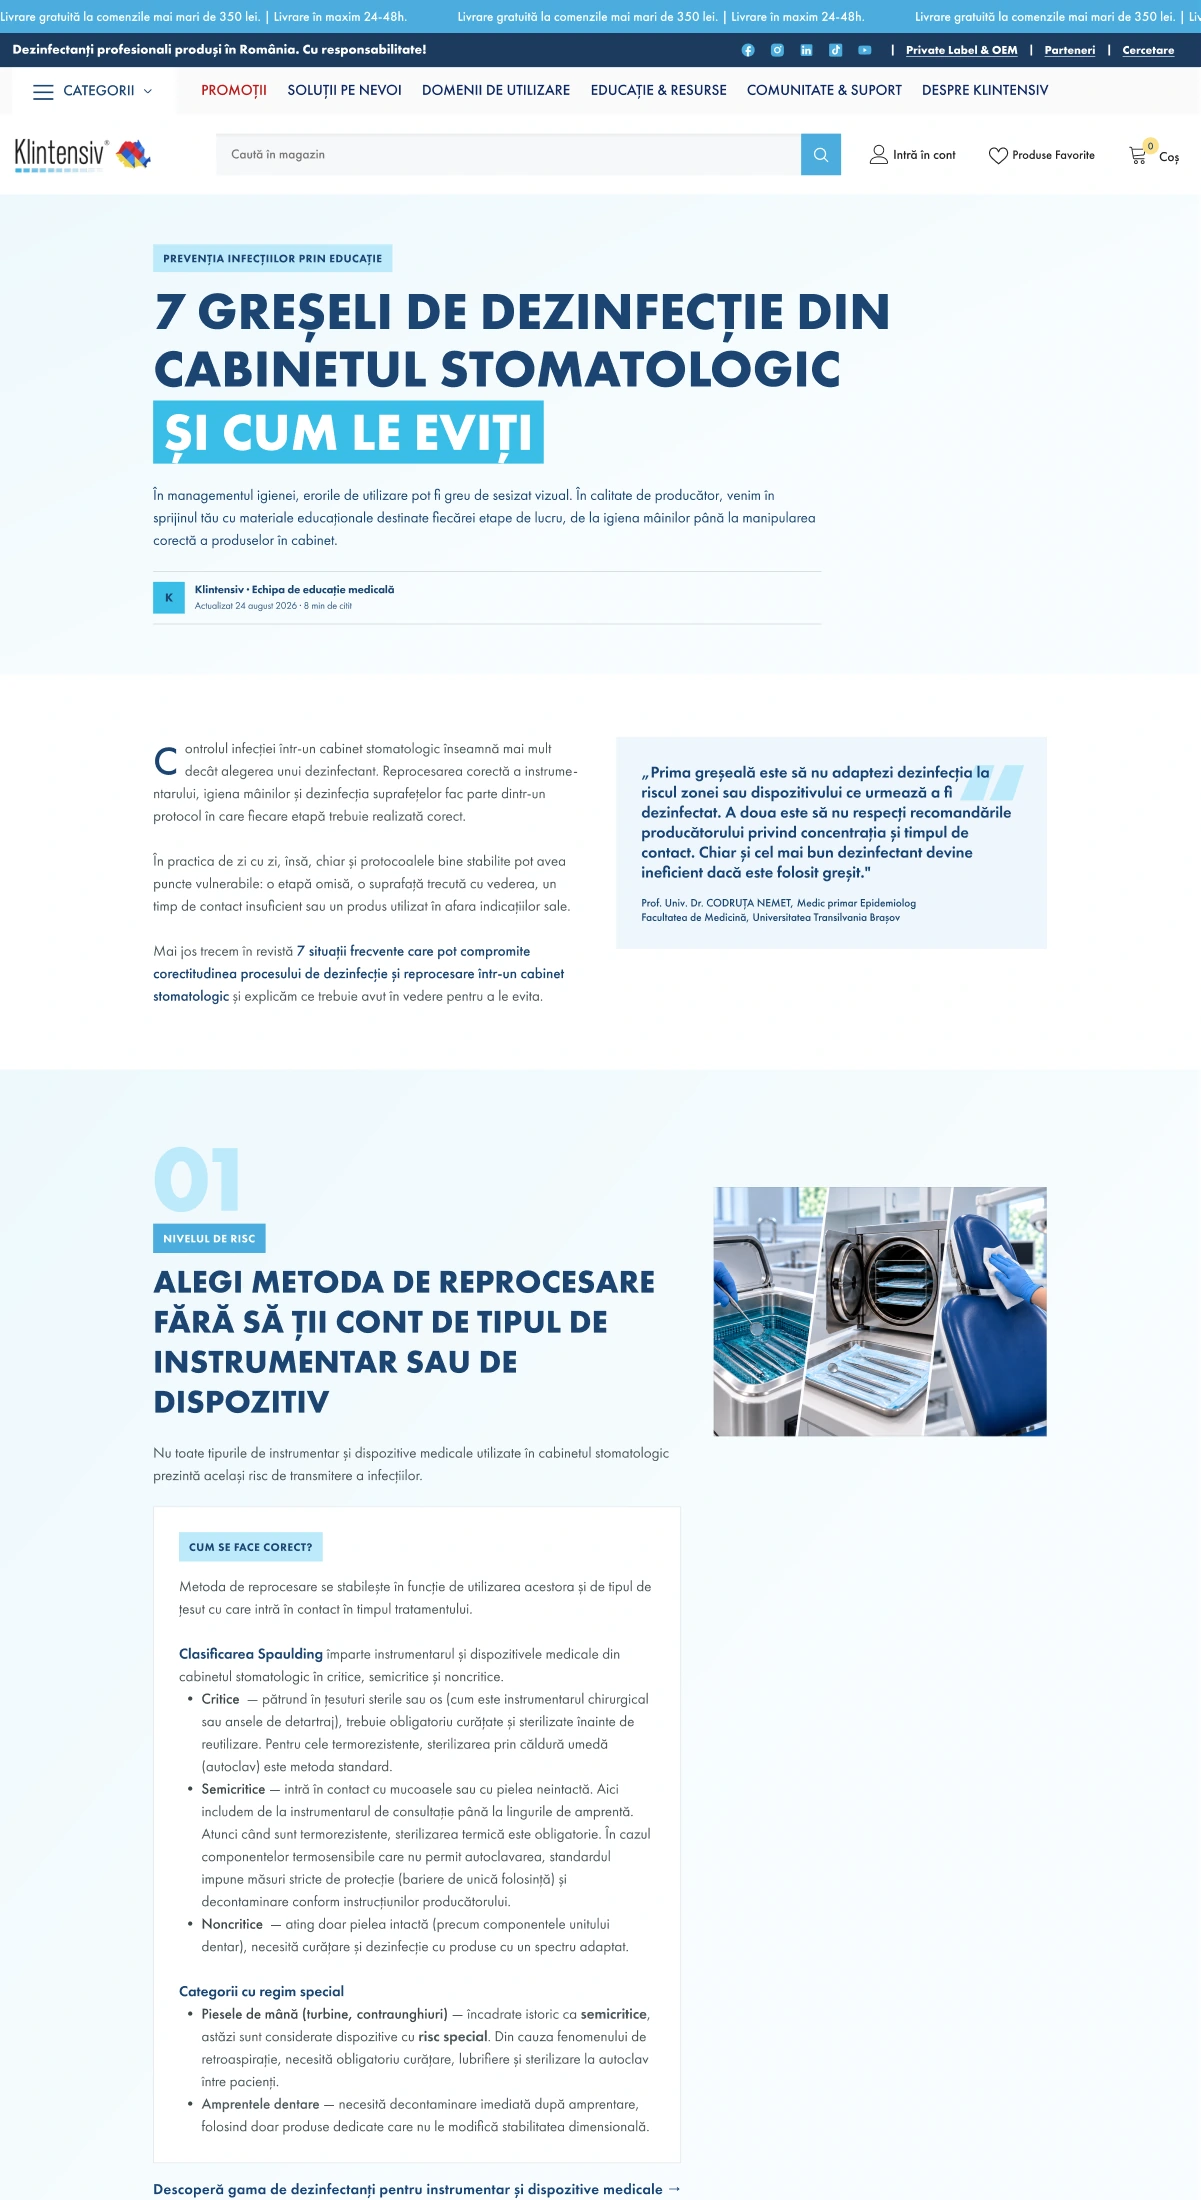 Livrare gratuită la comenzile mai mari de 350 lei. | Livrare în maxim 24-48h. Livrare gratuită la comenzile mai mari de 350 lei. | Livrare în maxim 24-48h. Livrare gratuită la comenzile mai mari de 350 lei. | Liv
Dezinfectanți profesionali produși în România. Cu responsabilitate! | Private Label & OEM | Parteneri | Cercetare
CATEGORII PROMOȚII SOLUȚII PE NEVOI DOMENII DE UTILIZARE EDUCAȚIE & RESURSE COMUNITATE & SUPORT DESPRE KLINTENSIV
Klintensiv® Caută în magazin Intră în cont Produse Favorite 0 Coș
PREVENȚIA INFECȚIILOR PRIN EDUCAȚIE
7 GREȘELI DE DEZINFECȚIE DIN
CABINETUL STOMATOLOGIC
ȘI CUM LE EVIȚI
În managementul igienei, erorile de utilizare pot fi greu de sesizat vizual. În calitate de producător, venim în
sprijinul tău cu materiale educaționale destinate fiecărei etape de lucru, de la igiena mâinilor până la manipularea
corectă a produselor în cabinet.
K
Klintensiv · Echipa de educație medicală
Actualizat 24 august 2026 · 8 min de citit
Controlul infecției într-un cabinet stomatologic înseamnă mai mult
decât alegerea unui dezinfectant. Reprocesarea corectă a instrume-
ntarului, igiena mâinilor și dezinfecția suprafețelor fac parte dintr-un
protocol în care fiecare etapă trebuie realizată corect.
În practica de zi cu zi, însă, chiar și protocoalele bine stabilite pot avea
puncte vulnerabile: o etapă omisă, o suprafață trecută cu vederea, un
timp de contact insuficient sau un produs utilizat în afara indicațiilor sale.
Mai jos trecem în revistă 7 situații frecvente care pot compromite
corectitudinea procesului de dezinfecție și reprocesare într-un cabinet
stomatologic și explicăm ce trebuie avut în vedere pentru a le evita.
„Prima greșeală este să nu adaptezi dezinfecția la
riscul zonei sau dispozitivului ce urmează a fi
dezinfectat. A doua este să nu respecți recomandările
producătorului privind concentrația și timpul de
contact. Chiar și cel mai bun dezinfectant devine
ineficient dacă este folosit greșit."
Prof. Univ. Dr. CODRUȚA NEMET, Medic primar Epidemiolog
Facultatea de Medicină, Universitatea Transilvania Brașov
01
NIVELUL DE RISC
ALEGI METODA DE REPROCESARE
FĂRĂ SĂ ȚII CONT DE TIPUL DE
INSTRUMENTAR SAU DE
DISPOZITIV
Nu toate tipurile de instrumentar și dispozitive medicale utilizate în cabinetul stomatologic
prezintă același risc de transmitere a infecțiilor.
CUM SE FACE CORECT?
Metoda de reprocesare se stabilește în funcție de utilizarea acestora și de tipul de
țesut cu care intră în contact în timpul tratamentului.
Clasificarea Spaulding împarte instrumentarul și dispozitivele medicale din
cabinetul stomatologic în critice, semicritice și noncritice.
• Critice — pătrund în țesuturi sterile sau os (cum este instrumentarul chirurgical
sau ansele de detartraj), trebuie obligatoriu curățate și sterilizate înainte de
reutilizare. Pentru cele termorezistente, sterilizarea prin căldură umedă
(autoclav) este metoda standard.
• Semicritice — intră în contact cu mucoasele sau cu pielea neintactă. Aici
includem de la instrumentarul de consultație până la lingurile de amprentă.
Atunci când sunt termorezistente, sterilizarea termică este obligatorie. În cazul
componentelor termosensibile care nu permit autoclavarea, standardul
impune măsuri stricte de protecție (bariere de unică folosință) și
decontaminare conform instrucțiunilor producătorului.
• Noncritice — ating doar pielea intactă (precum componentele unitului
dentar), necesită curățare și dezinfecție cu produse cu un spectru adaptat.
Categorii cu regim special
• Piesele de mână (turbine, contraunghiuri) — încadrate istoric ca semicritice,
astăzi sunt considerate dispozitive cu risc special. Din cauza fenomenului de
retroaspirație, necesită obligatoriu curățare, lubrifiere și sterilizare la autoclav
între pacienți.
• Amprentele dentare — necesită decontaminare imediată după amprentare,
folosind doar produse dedicate care nu le modifică stabilitatea dimensională.
Descoperă gama de dezinfectanți pentru instrumentar și dispozitive medicale →